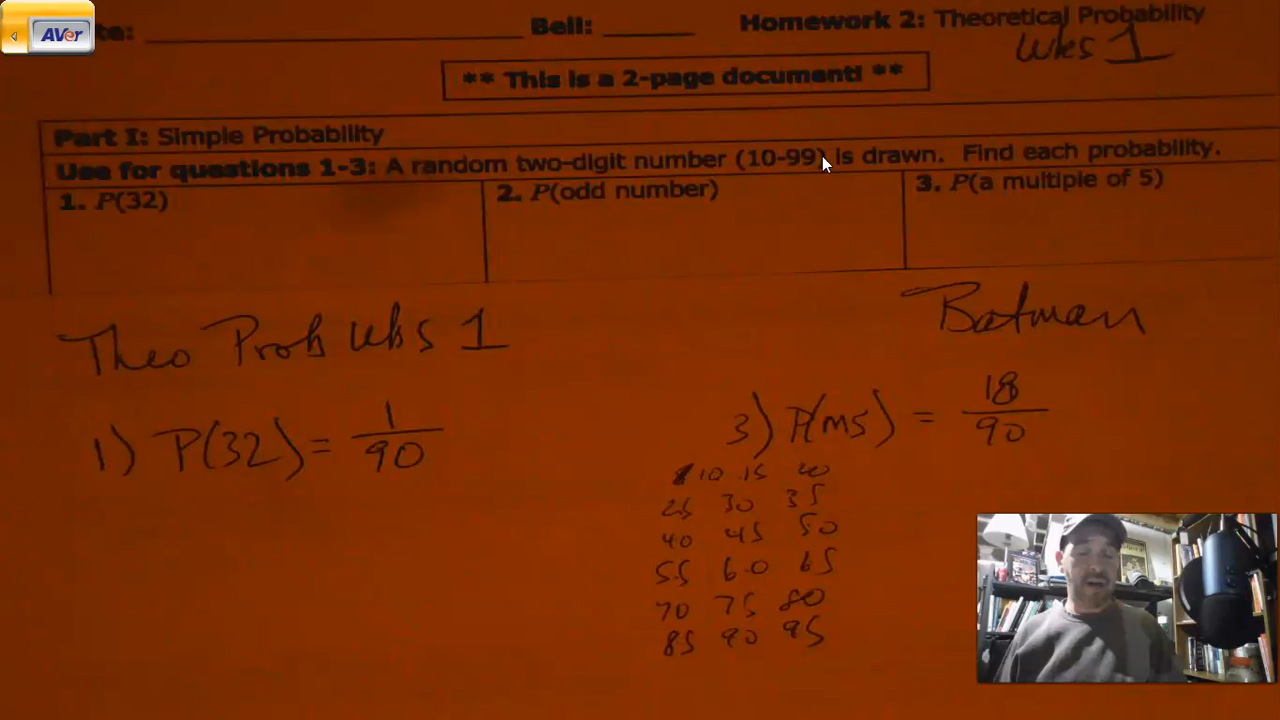 AVer
te: ____________ Bell: ______ Homework 2: Theoretical Probability
Wks 1
** This is a 2-page document! **
Part I: Simple Probability
Use for questions 1-3: A random two-digit number (10-99) is drawn. Find each probability.
1. P(32) 2. P(odd number) 3. P(a multiple of 5)
Theo Prob Wks 1
Batman
1) P(32) = 1/90
3) P(M5) = 18/90
10 15 20
25 30 35
40 45 50
55 60 65
70 75 80
85 90 95